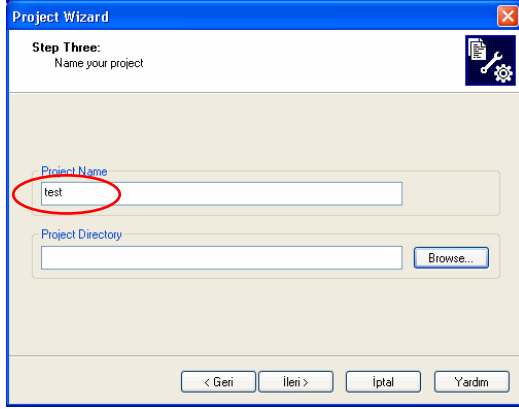 Project Wizard
Step Three:
Name your project
Project Name
test
Project Directory
Browse...
< Geri İleri > İptal Yardım